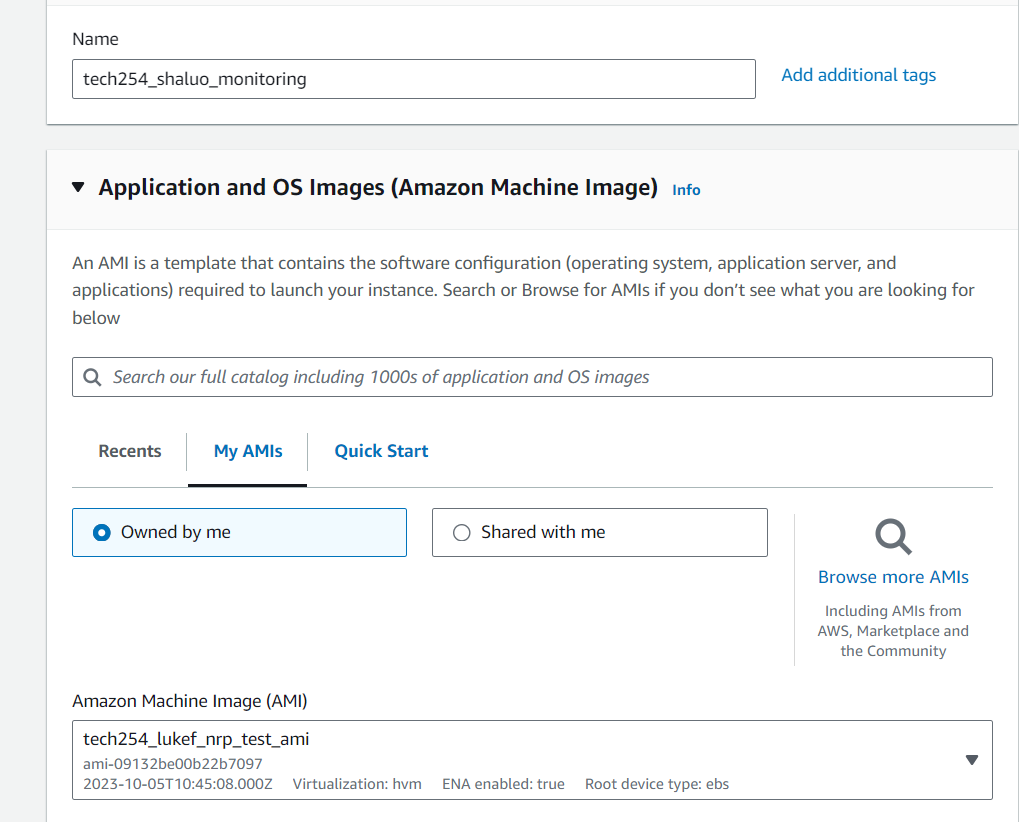 Name
tech254_shaluo_monitoring
Add additional tags
Application and OS Images (Amazon Machine Image) Info
An AMI is a template that contains the software configuration (operating system, application server, and
applications) required to launch your instance. Search or Browse for AMIs if you don’t see what you are looking for
below
Search our full catalog including 1000s of application and OS images
Recents My AMIs Quick Start
Owned by me Shared with me
Browse more AMIs
Including AMIs from
AWS, Marketplace and
the Community
Amazon Machine Image (AMI)
tech254_lukef_nrp_test_ami
ami-09132be00b22b7097
2023-10-05T10:45:08.000Z Virtualization: hvm ENA enabled: true Root device type: ebs